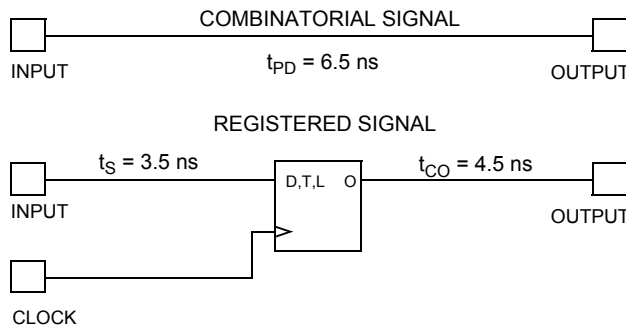 COMBINATORIAL SIGNAL
INPUT
tPD = 6.5 ns
OUTPUT
REGISTERED SIGNAL
tS = 3.5 ns
D,T,L O
tCO = 4.5 ns
INPUT
OUTPUT
CLOCK